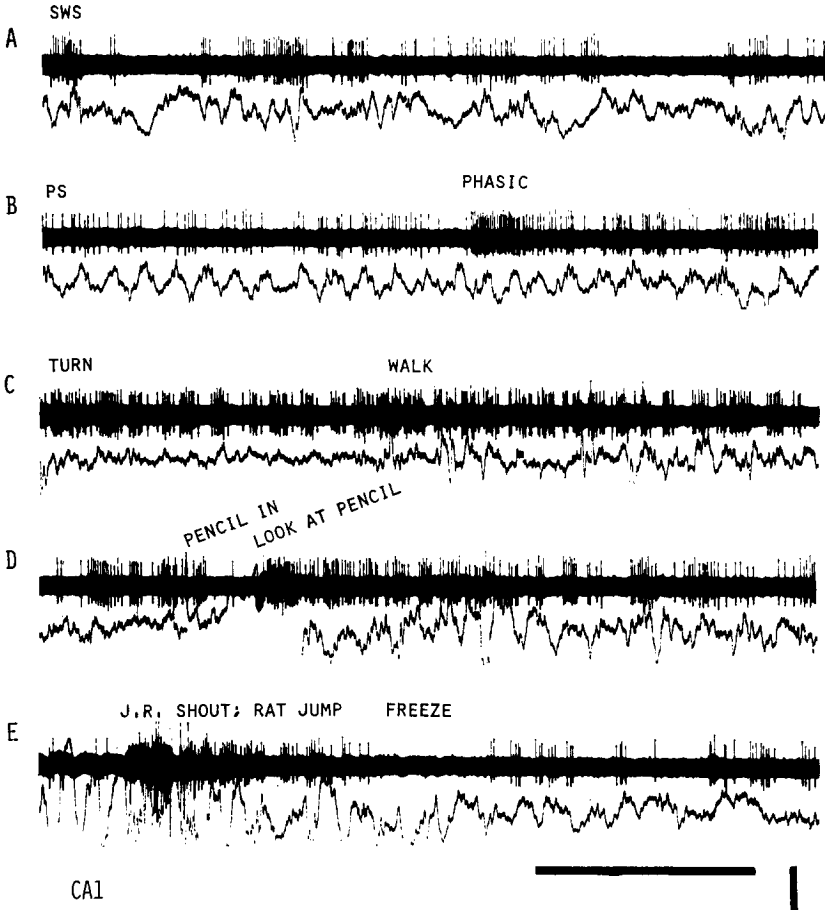 SWS
A
PS
PHASIC
B
TURN
WALK
C
PENCIL IN
LOOK AT PENCIL
D
J.R. SHOUT; RAT JUMP FREEZE
E
CA1